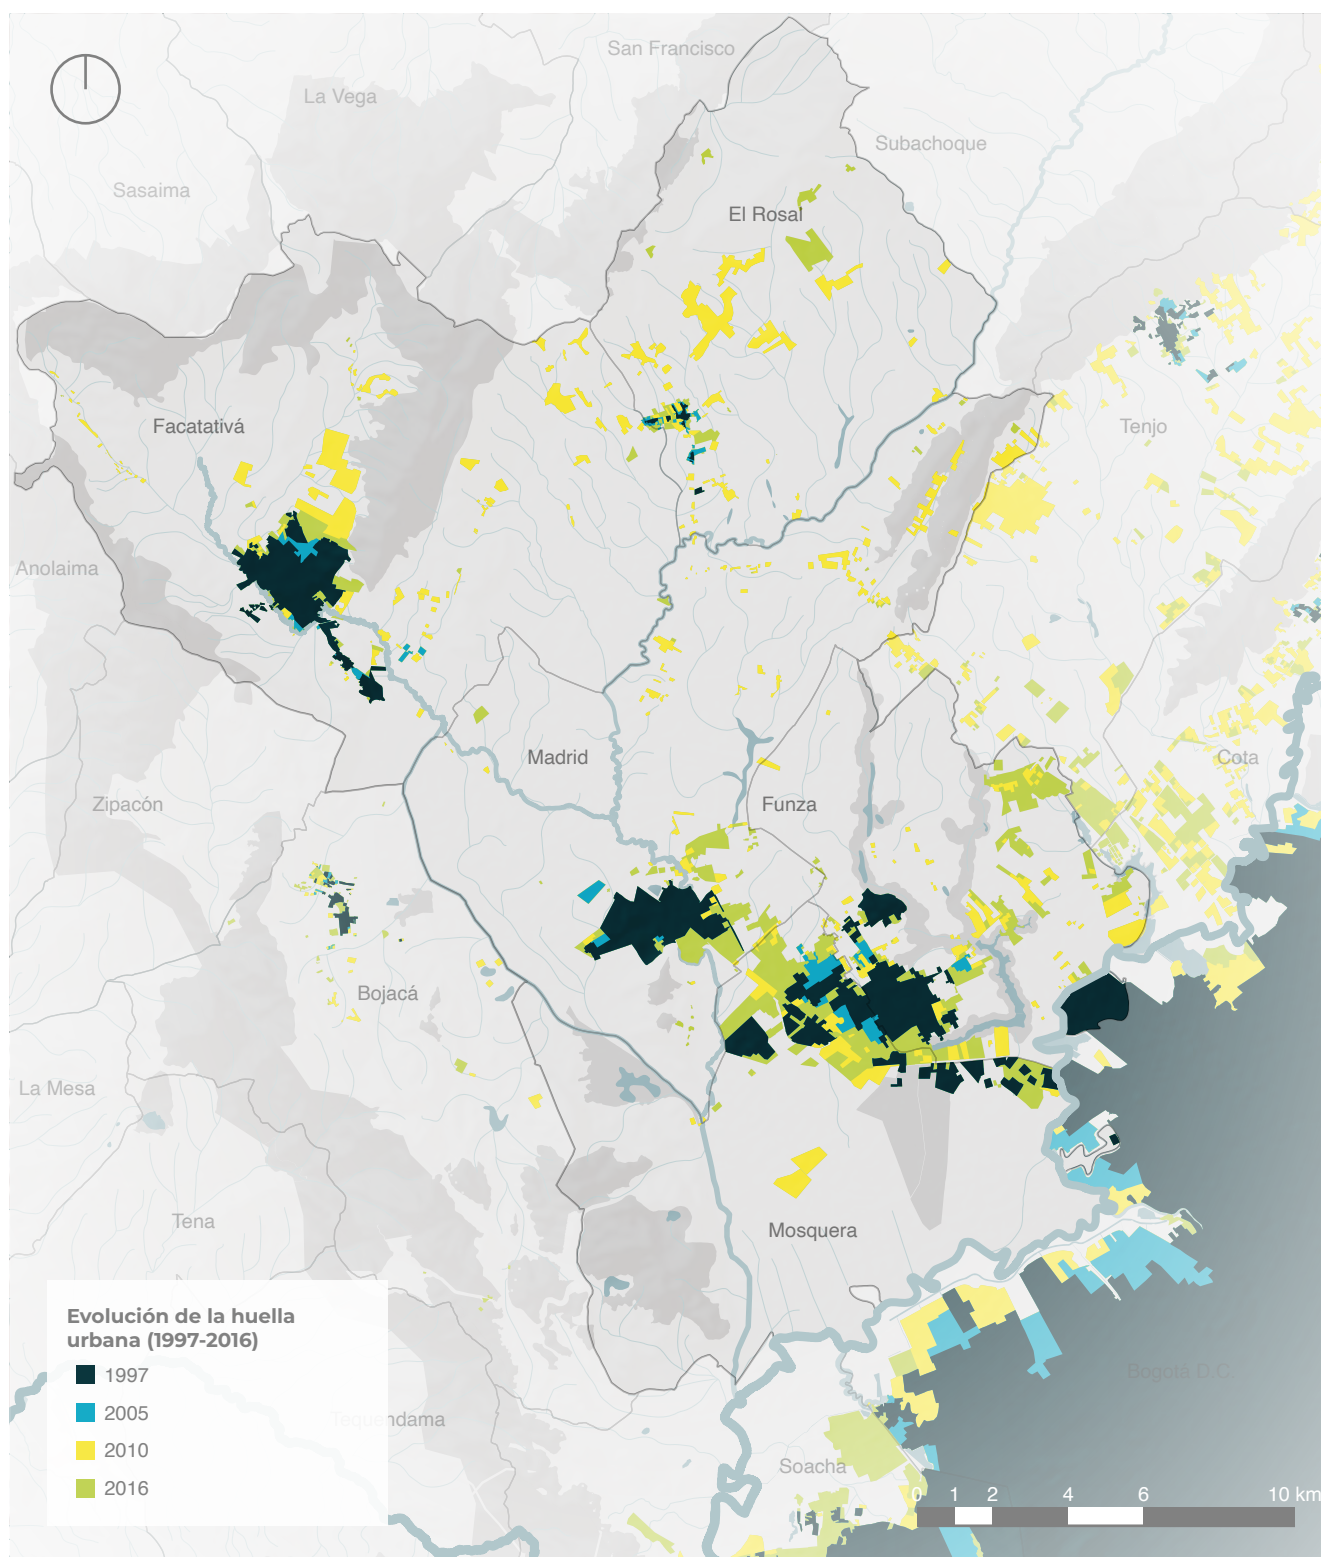 San Francisco
La Vega
Subachoque
Sasaima
El Rosal
Facatativá
Tenjo
Anolaima
Madrid
Cota
Zipacón
Funza
Bojacá
La Mesa
Tena
Mosquera
Evolución de la huella
urbana (1997-2016)
1997
Bogotá D.C.
2005
Tequendama
2010
Soacha
2016
0 1 2 4 6 10 km